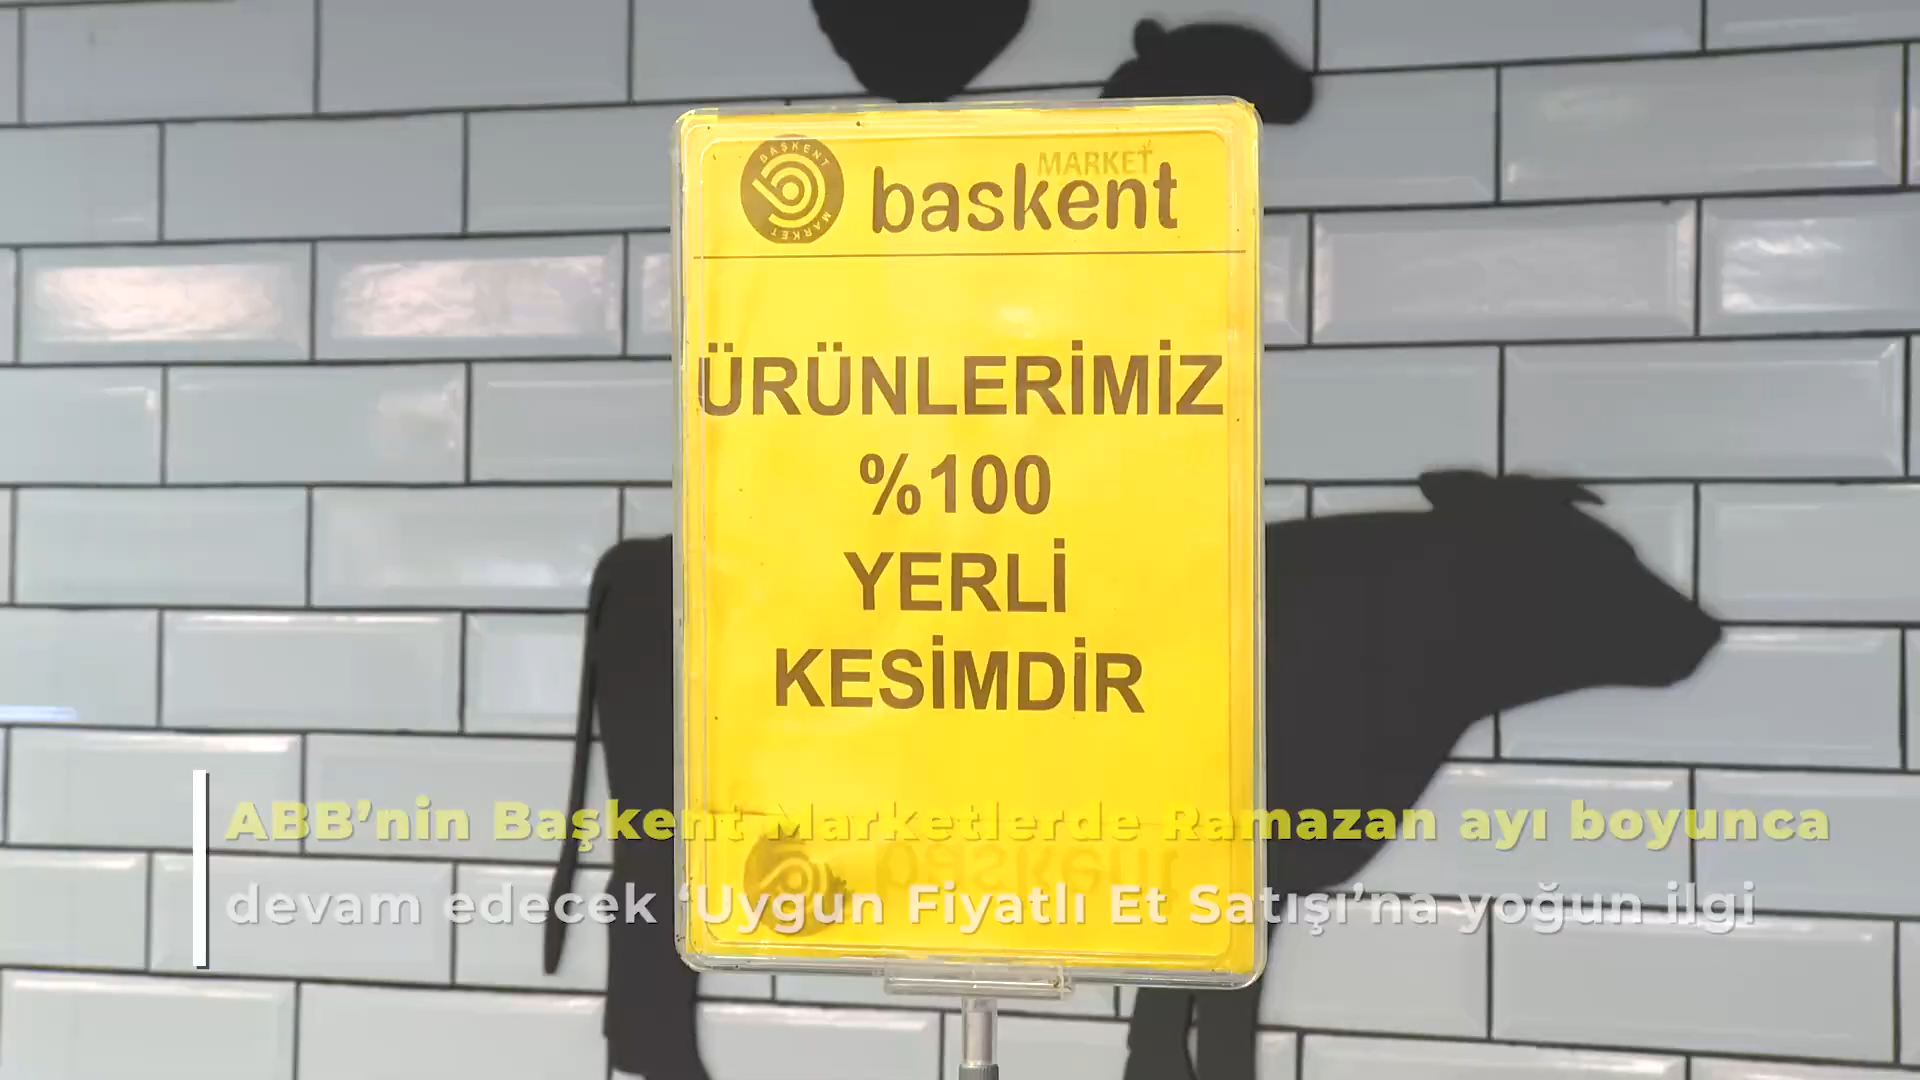 BAŞKENT
MARKET
MARKET
baskent
ÜRÜNLERİMİZ
%100
YERLİ
KESİMDİR
ABB’nin Başkent Marketlerde Ramazan ayı boyunca
devam edecek ‘Uygun Fiyatlı Et Satışı’na yoğun ilgi
baskent